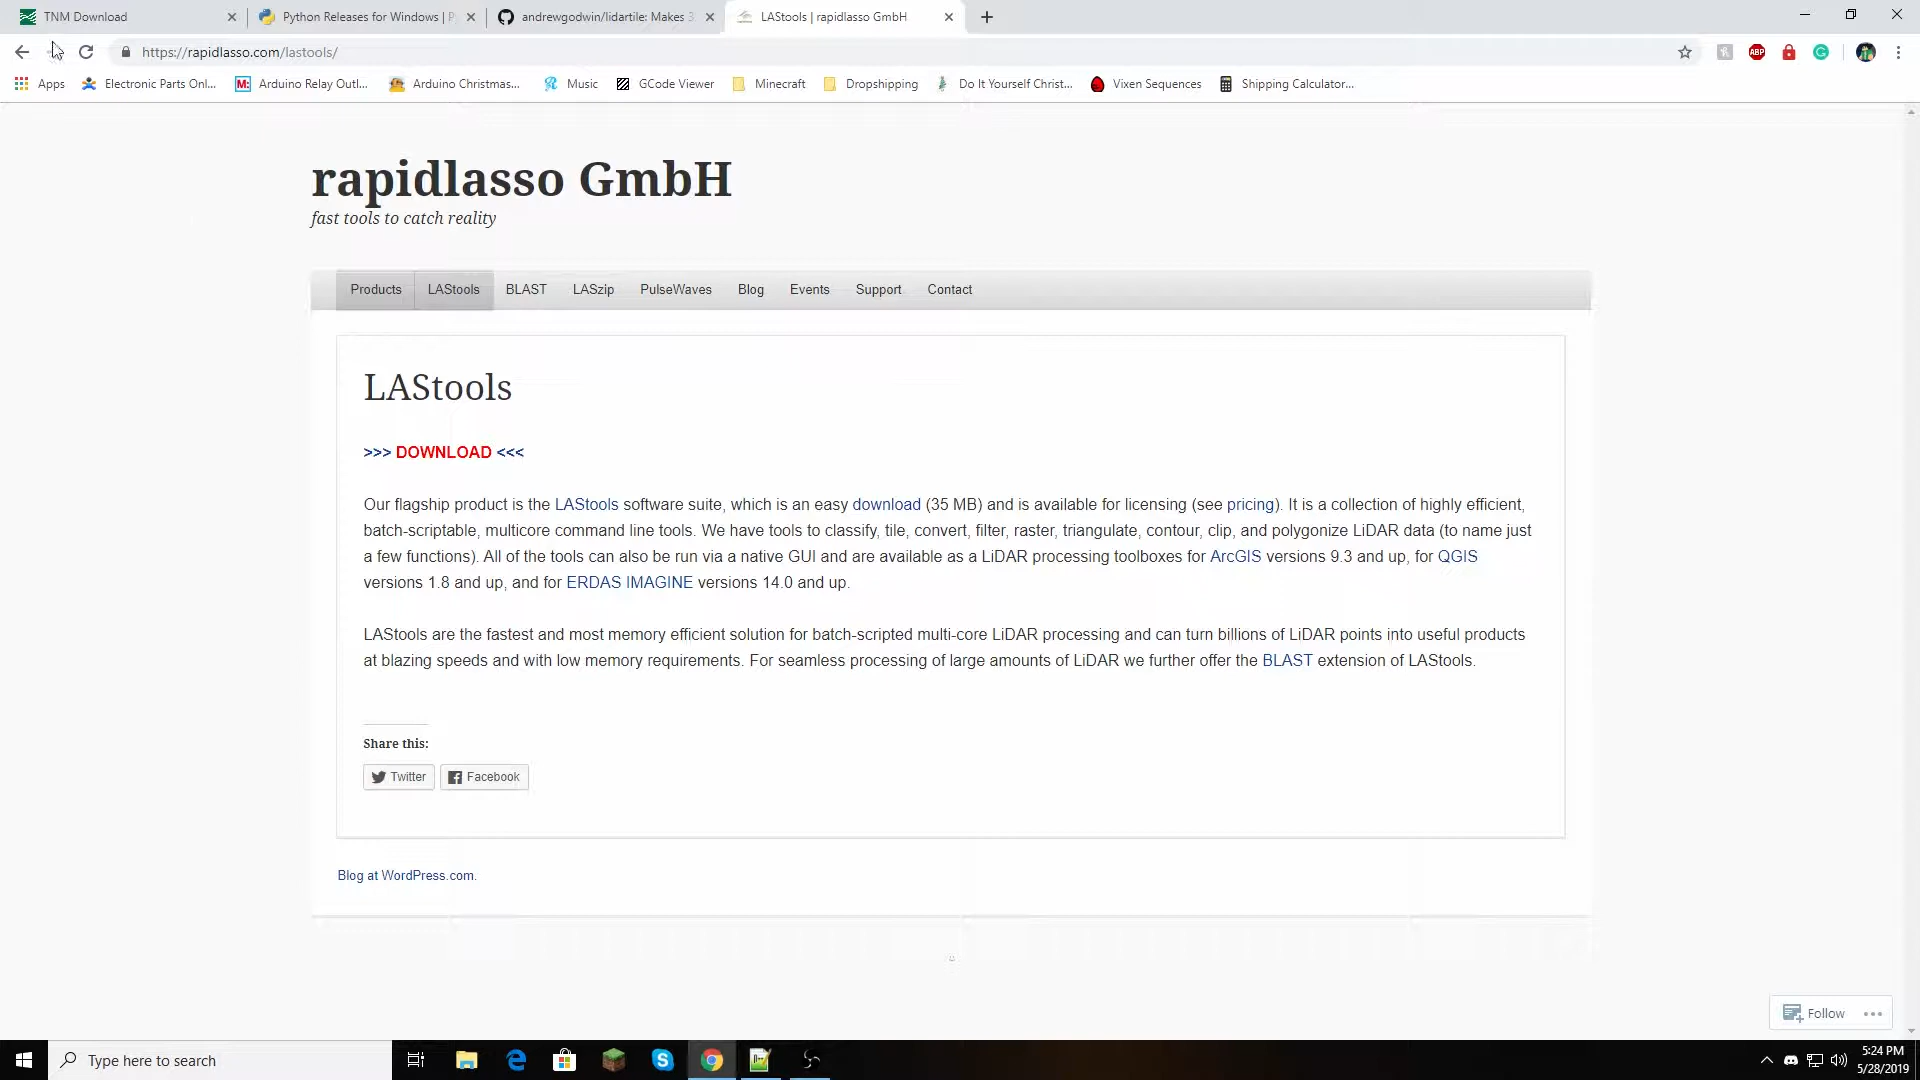 TNM Download
Python Releases for Windows | P
andrewgodwin/lidartile: Makes 3
LAStools | rapidlasso GmbH
https://rapidlasso.com/lastools/
ABP
Apps
Electronic Parts Onl...
M:
Arduino Relay Outl...
Arduino Christmas...
Music
GCode Viewer
Minecraft
Dropshipping
Do It Yourself Christ...
Vixen Sequences
Shipping Calculator...
rapidlasso GmbH
fast tools to catch reality
Products LAStools BLAST LASzip PulseWaves Blog Events Support Contact
LAStools
>>> DOWNLOAD <<<
Our flagship product is the LAStools software suite, which is an easy download (35 MB) and is available for licensing (see pricing). It is a collection of highly efficient,
batch-scriptable, multicore command line tools. We have tools to classify, tile, convert, filter, raster, triangulate, contour, clip, and polygonize LiDAR data (to name just
a few functions). All of the tools can also be run via a native GUI and are available as a LiDAR processing toolboxes for ArcGIS versions 9.3 and up, for QGIS
versions 1.8 and up, and for ERDAS IMAGINE versions 14.0 and up.
LAStools are the fastest and most memory efficient solution for batch-scripted multi-core LiDAR processing and can turn billions of LiDAR points into useful products
at blazing speeds and with low memory requirements. For seamless processing of large amounts of LiDAR we further offer the BLAST extension of LAStools.
Share this:
Twitter
Facebook
Blog at WordPress.com.
Follow
Type here to search
5:24 PM
5/28/2019